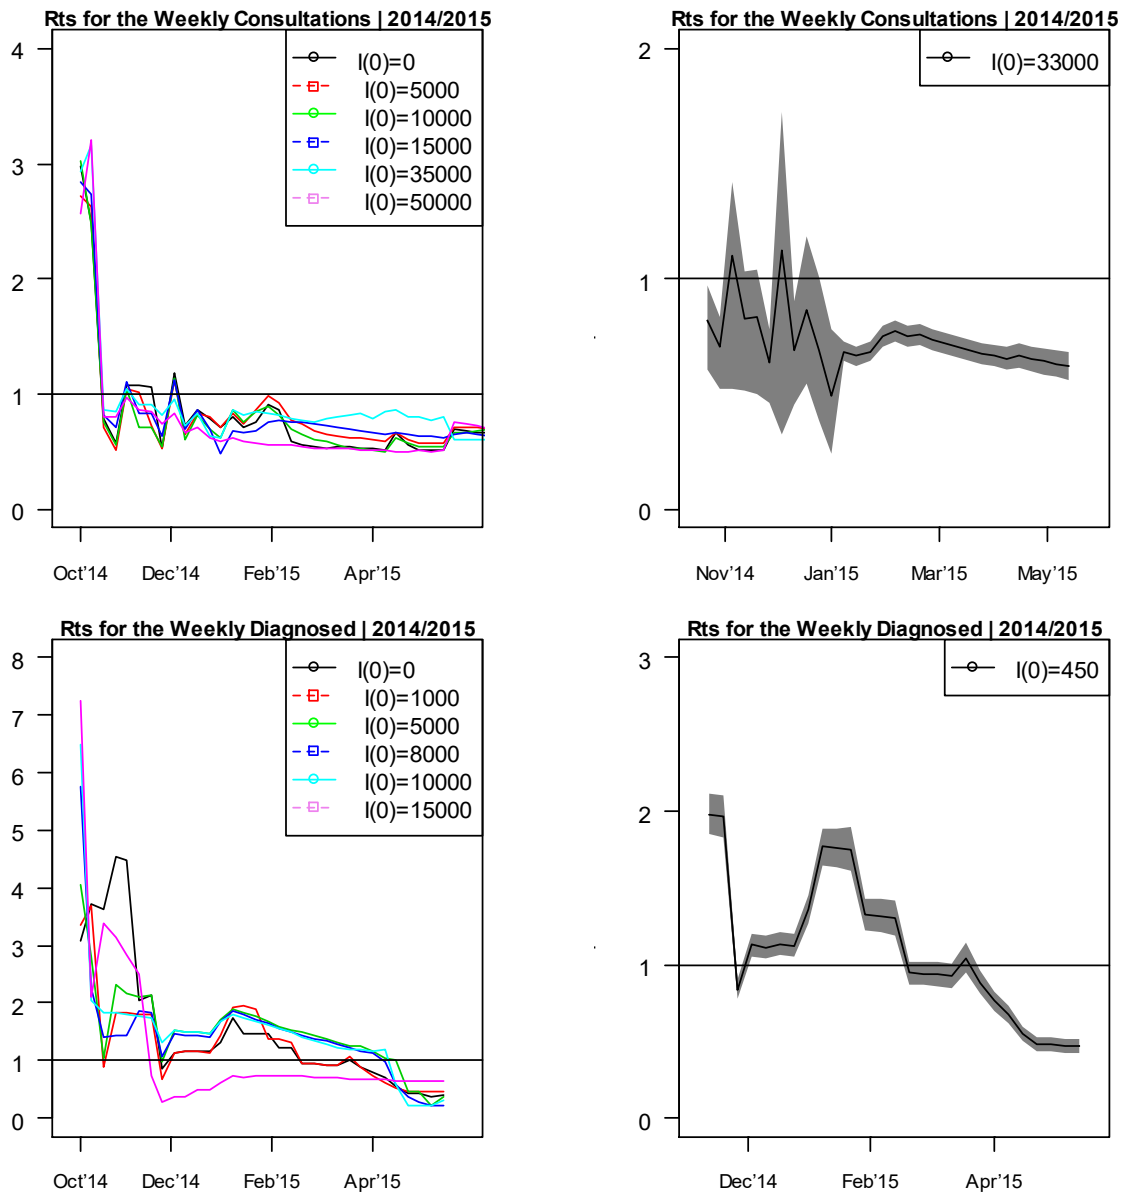 Rts for the Weekly Consultations | 2014/2015
4
3
2
1
0
I(0)=0
I(0)=5000
I(0)=10000
I(0)=15000
I(0)=35000
I(0)=50000
Oct'14 Dec'14 Feb'15 Apr'15
Rts for the Weekly Consultations | 2014/2015
2
1
0
I(0)=33000
Nov'14 Jan'15 Mar'15 May'15
Rts for the Weekly Diagnosed | 2014/2015
8
7
6
5
4
3
2
1
0
I(0)=0
I(0)=1000
I(0)=5000
I(0)=8000
I(0)=10000
I(0)=15000
Oct'14 Dec'14 Feb'15 Apr'15
Rts for the Weekly Diagnosed | 2014/2015
3
2
1
0
I(0)=450
Dec'14 Feb'15 Apr'15